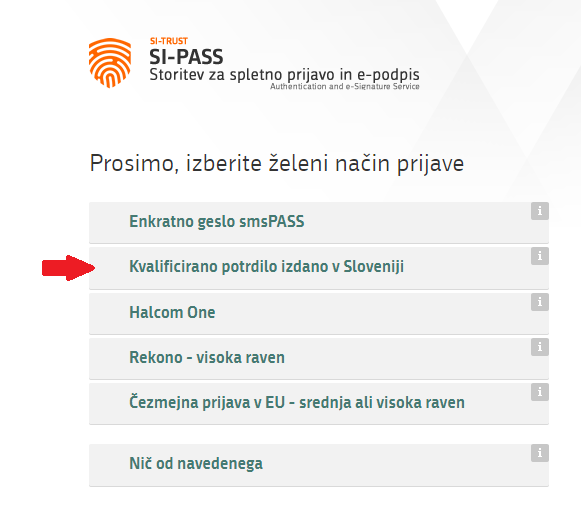 SI-TRUST
SI-PASS
Storitev za spletno prijavo in e-podpis
Authentication and e-Signature Service
Prosimo, izberite želeni način prijave
Enkratno geslo smsPASS
i
Kvalificirano potrdilo izdano v Sloveniji
i
Halcom One
i
Rekono - visoka raven
i
Čezmejna prijava v EU - srednja ali visoka raven
i
Nič od navedenega
i